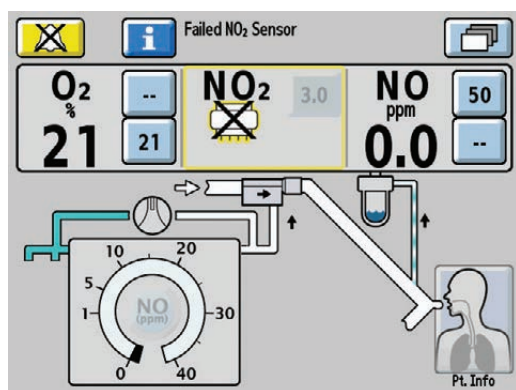 Failed NO₂ Sensor
O₂
%
21
--
21
NO₂
3.0
NO
ppm
0.0
50
--
NO
(ppm)
0
1
5
10
20
30
40
Pt. Info